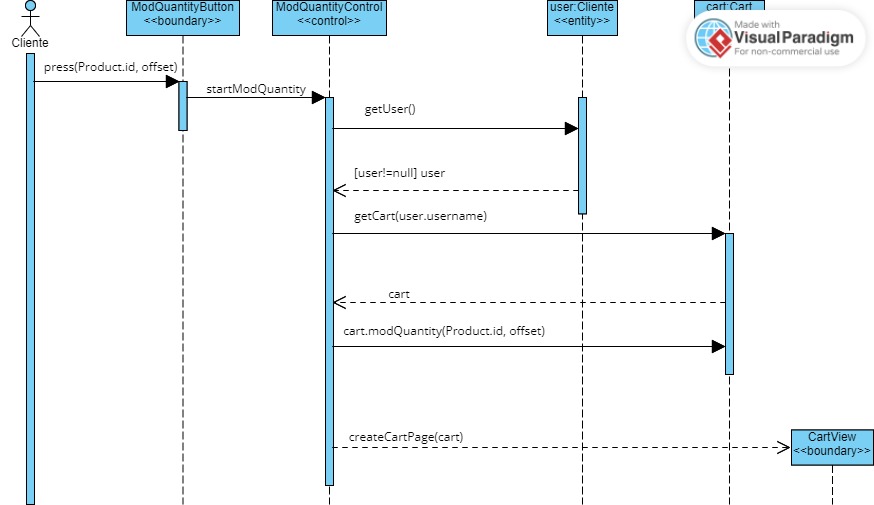 ModQuantityButton
<<boundary>>
ModQuantityControl
<<control>>
user:Cliente
<<entity>>
cart:Cart
Made with
VisualParadigm
For non-commercial use
Cliente
press(Product.id, offset)
startModQuantity
getUser()
[user!=null] user
getCart(user.username)
cart
cart.modQuantity(Product.id, offset)
createCartPage(cart)
CartView
<<boundary>>